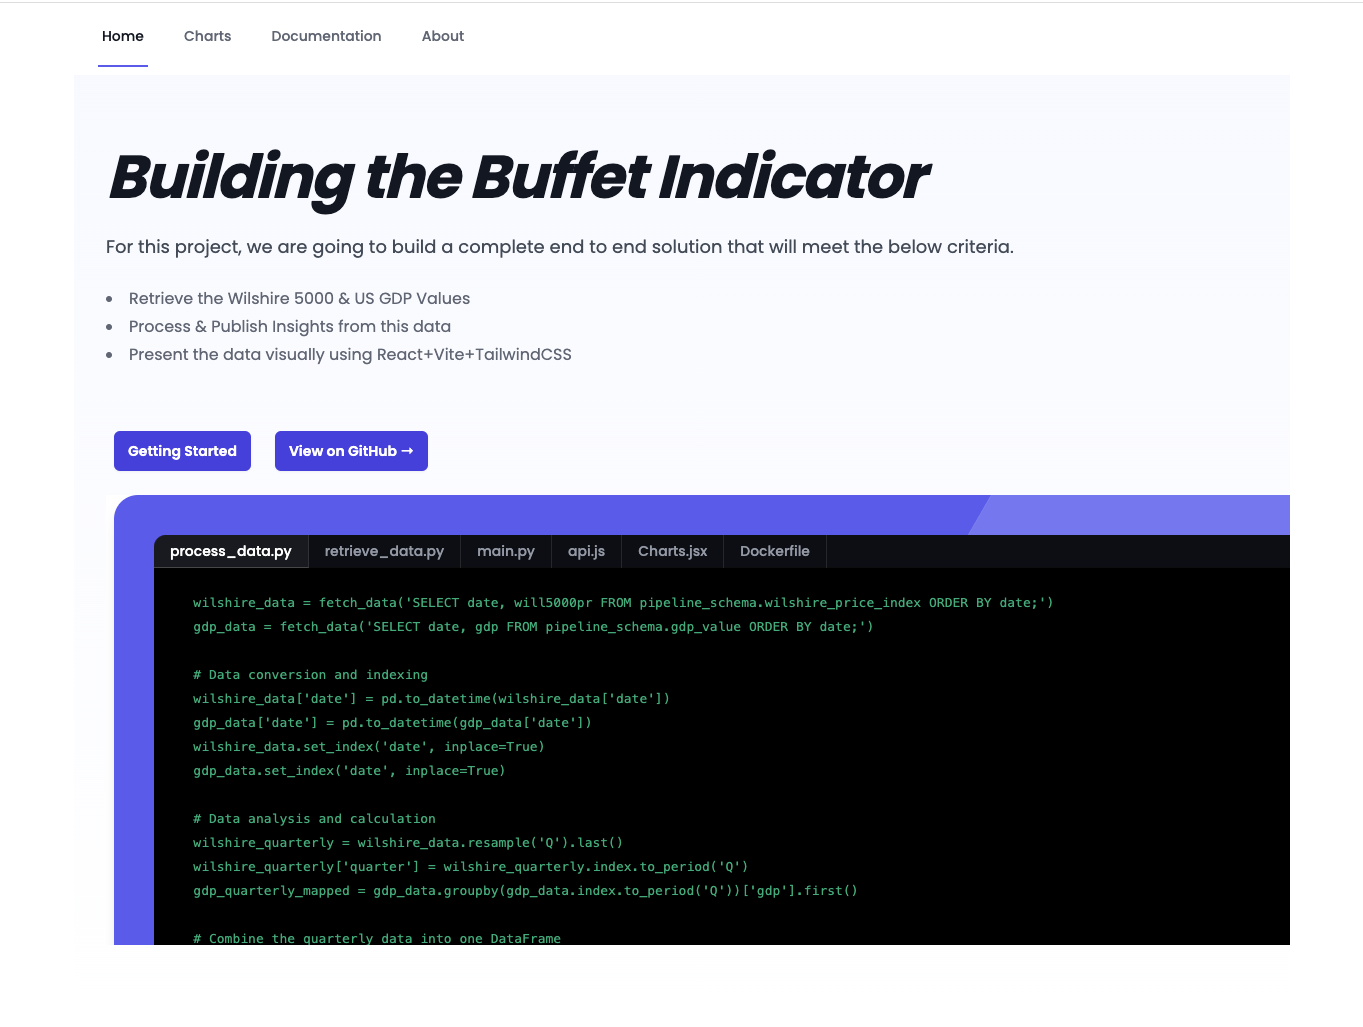 Home Charts Documentation About
Building the Buffet Indicator
For this project, we are going to build a complete end to end solution that will meet the below criteria.
• Retrieve the Wilshire 5000 & US GDP Values
• Process & Publish Insights from this data
• Present the data visually using React+Vite+TailwindCSS
Getting Started View on GitHub →
process_data.py retrieve_data.py main.py api.js Charts.jsx Dockerfile
wilshire_data = fetch_data('SELECT date, will5000pr FROM pipeline_schema.wilshire_price_index ORDER BY date;')
gdp_data = fetch_data('SELECT date, gdp FROM pipeline_schema.gdp_value ORDER BY date;')
# Data conversion and indexing
wilshire_data['date'] = pd.to_datetime(wilshire_data['date'])
gdp_data['date'] = pd.to_datetime(gdp_data['date'])
wilshire_data.set_index('date', inplace=True)
gdp_data.set_index('date', inplace=True)
# Data analysis and calculation
wilshire_quarterly = wilshire_data.resample('Q').last()
wilshire_quarterly['quarter'] = wilshire_quarterly.index.to_period('Q')
gdp_quarterly_mapped = gdp_data.groupby(gdp_data.index.to_period('Q'))['gdp'].first()
# Combine the quarterly data into one DataFrame